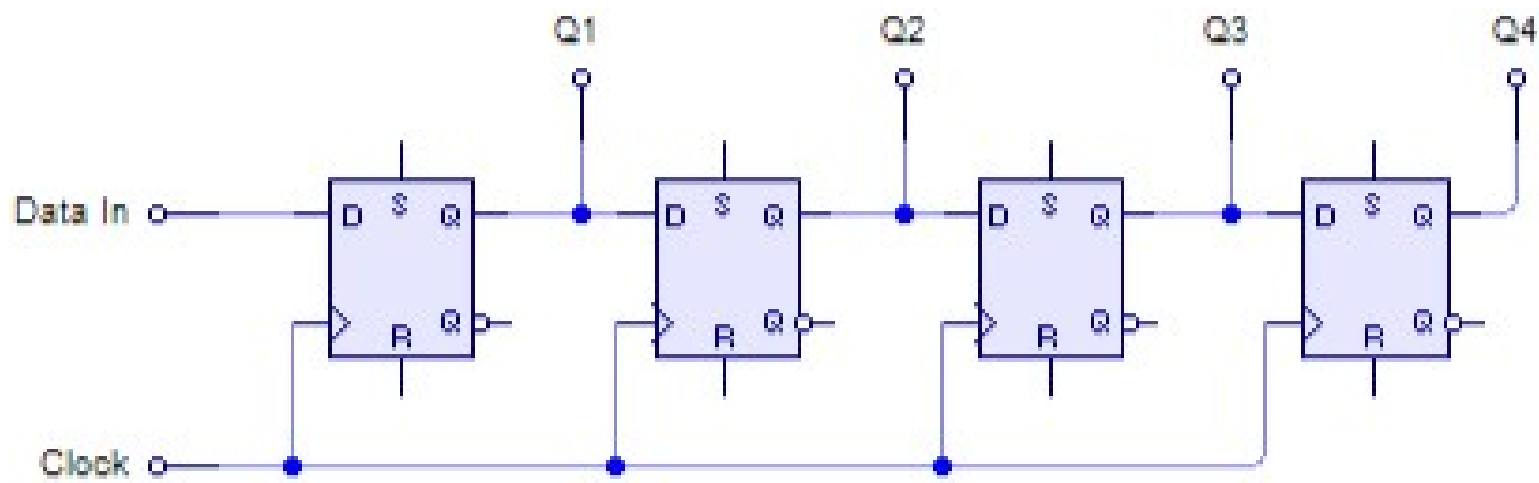 Q1 Q2 Q3 Q4
Data In D S Q D S Q D S Q D S Q
R Q R Q R Q R Q
Clock